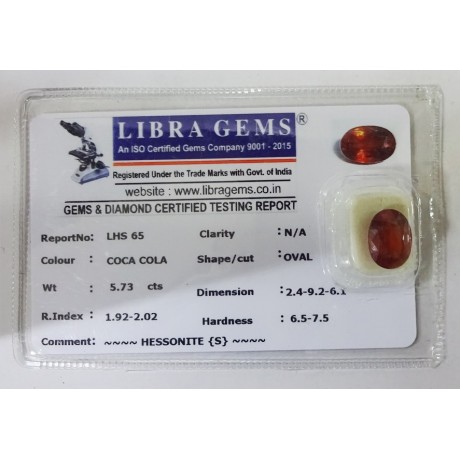 LIBRA GEMS ®
An ISO Certified Gems Company 9001 - 2015
Registered Under the Trade Marks with Govt. of India
website : www.libragems.co.in
GEMS & DIAMOND CERTIFIED TESTING REPORT
ReportNo: LHS 65 Clarity : N/A
Colour : COCA COLA Shape/cut : OVAL
Wt : 5.73 cts Dimension : 2.4-9.2-6.1
R.Index : 1.92-2.02 Hardness : 6.5-7.5
Comment: ~~~~ HESSONITE {S} ~~~~